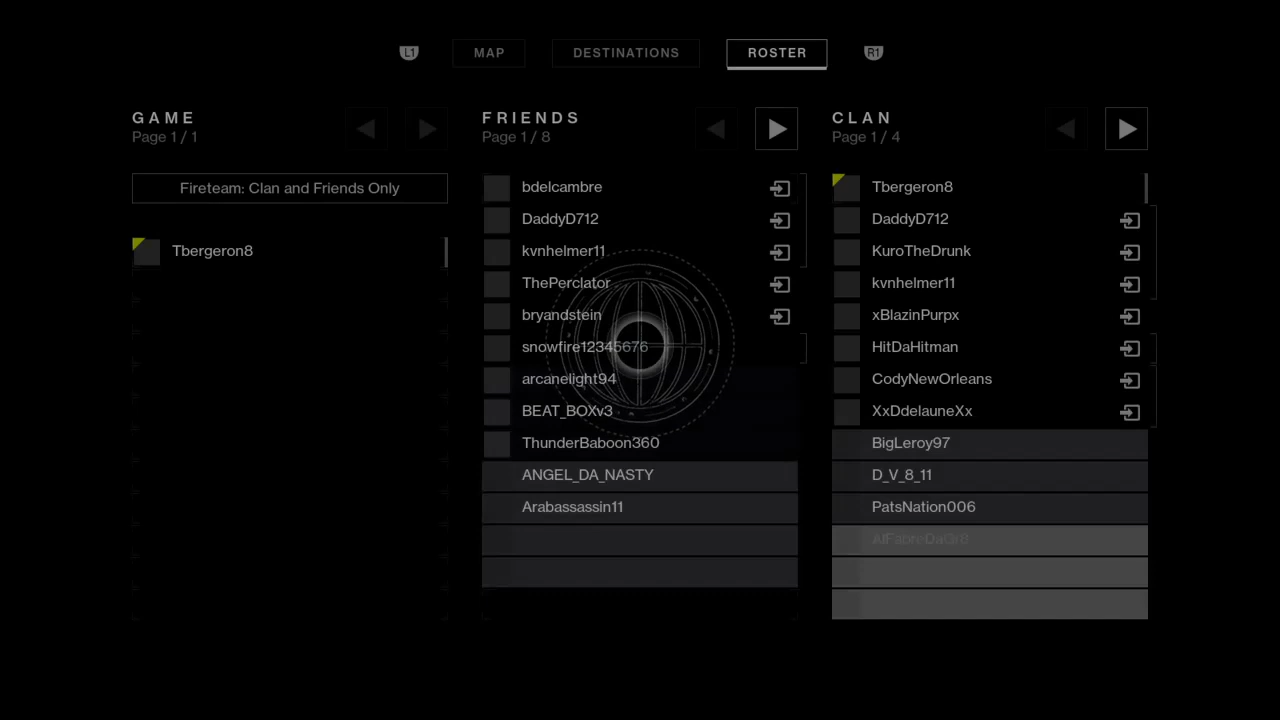 L1 MAP DESTINATIONS ROSTER R1
GAME
Page 1 / 1
Fireteam: Clan and Friends Only
Tbergeron8
FRIENDS
Page 1 / 8
bdelcambre
DaddyD712
kvnhelmer11
ThePerclator
bryandstein
snowfire12345676
arcanelight94
BEAT_BOXv3
ThunderBaboon360
ANGEL_DA_NASTY
Arabassassin11
CLAN
Page 1 / 4
Tbergeron8
DaddyD712
KuroTheDrunk
kvnhelmer11
xBlazinPurpx
HitDaHitman
CodyNewOrleans
XxDdelauneXx
BigLeroy97
D_V_8_11
PatsNation006